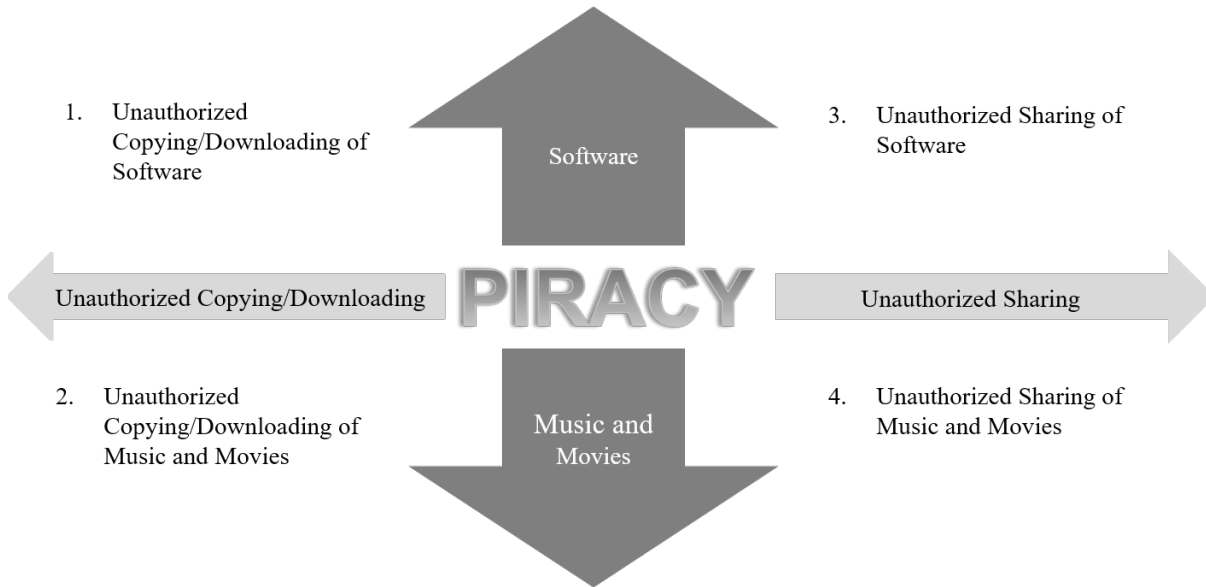 1. Unauthorized
Copying/Downloading of
Software
Software
3. Unauthorized Sharing of
Software
Unauthorized Copying/Downloading
PIRACY
Unauthorized Sharing
2. Unauthorized
Copying/Downloading of
Music and Movies
Music and
Movies
4. Unauthorized Sharing of
Music and Movies